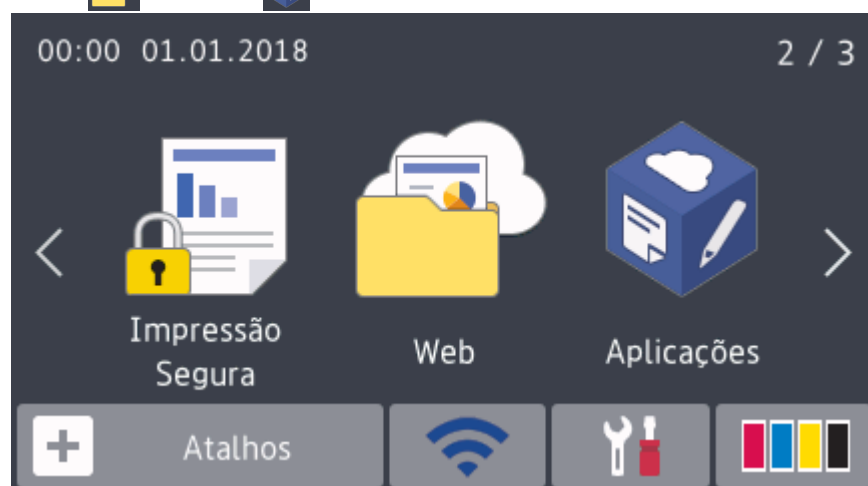 00:00 01.01.2018
2 / 3
Impressão
Segura
Web
Aplicações
Atalhos